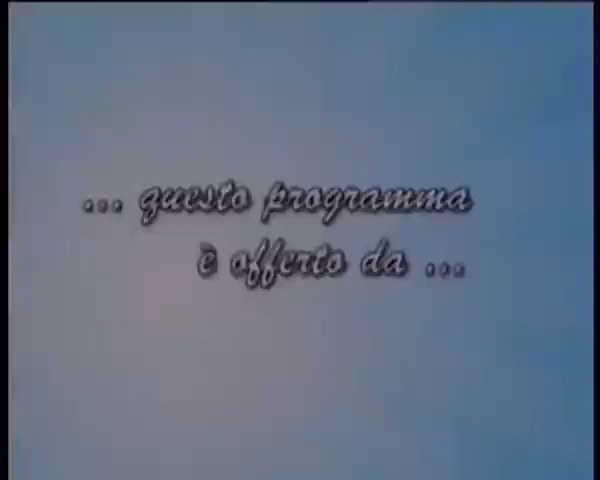 ... questo programma
è offerto da ...